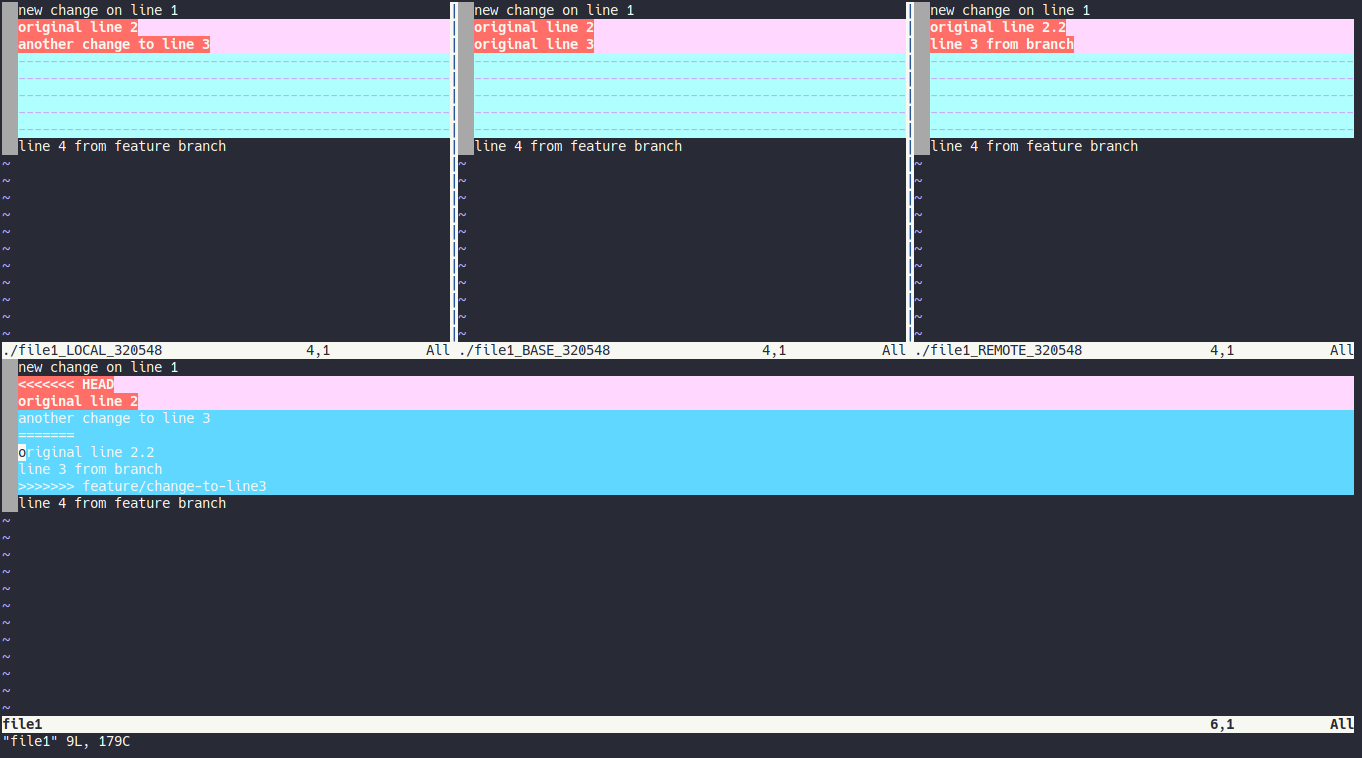 new change on line 1
original line 2
another change to line 3
line 4 from feature branch
~
~
~
~
~
~
~
~
~
~
~
./file1_LOCAL_320548 4,1 All
new change on line 1
original line 2
original line 3
line 4 from feature branch
~
~
~
~
~
~
~
~
~
~
~
./file1_BASE_320548 4,1 All
new change on line 1
original line 2.2
line 3 from branch
line 4 from feature branch
~
~
~
~
~
~
~
~
~
~
~
./file1_REMOTE_320548 4,1 All
new change on line 1
<<<<<<< HEAD
original line 2
another change to line 3
=======
original line 2.2
line 3 from branch
>>>>>>> feature/change-to-line3
line 4 from feature branch
~
~
~
~
~
~
~
~
~
~
~
~
file1 6,1 All
"file1" 9L, 179C